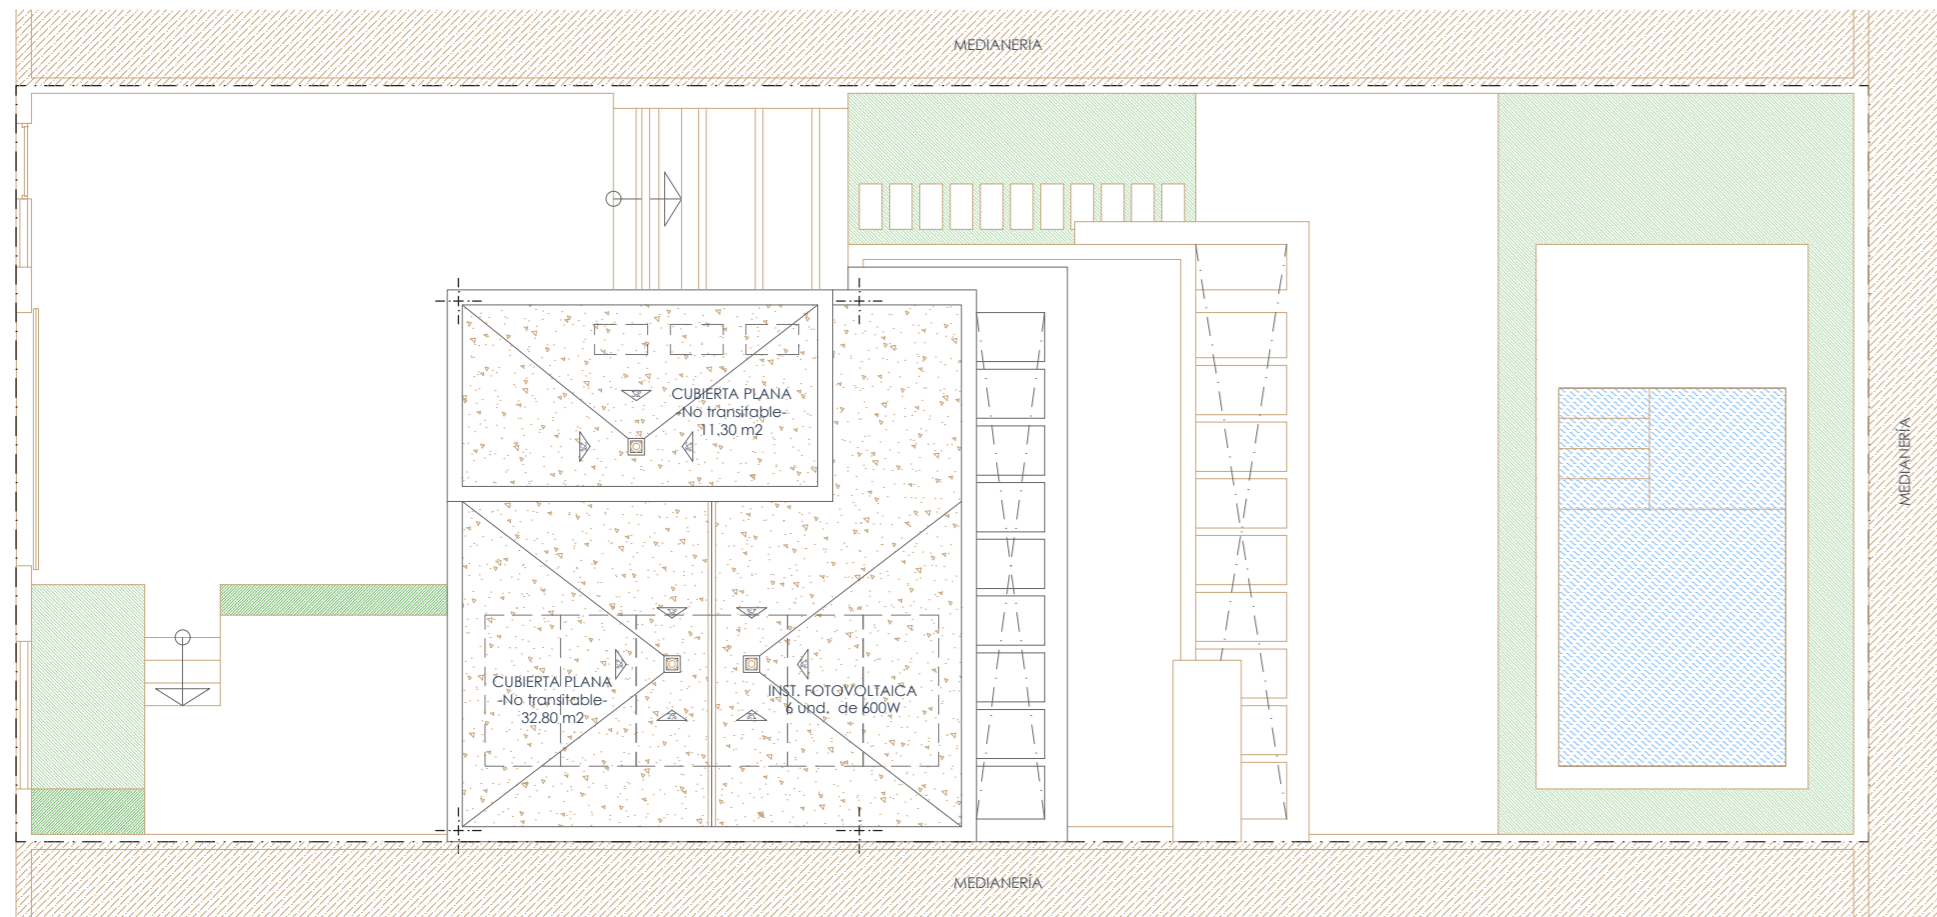 MEDIANERÍA
CUBIERTA PLANA
-No transitable-
11.30 m2
MEDIANERÍA
CUBIERTA PLANA
-No transitable-
32.80 m2
INST. FOTOVOLTAICA
6 und. de 600W
MEDIANERÍA